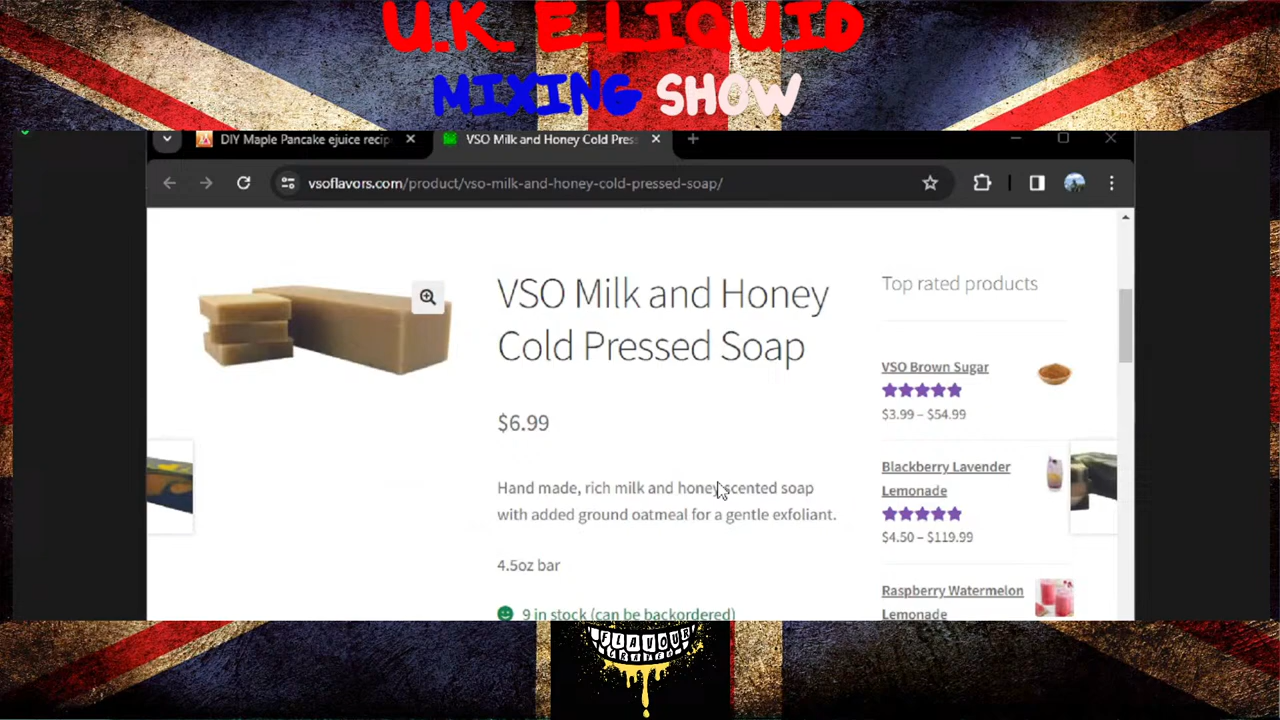 U.K. E-LIQUID
MIXING SHOW
DIY Maple Pancake ejuice recip
VSO Milk and Honey Cold Pres
vsoflavors.com/product/vso-milk-and-honey-cold-pressed-soap/
VSO Milk and Honey
Cold Pressed Soap
$6.99
Hand made, rich milk and honey scented soap
with added ground oatmeal for a gentle exfoliant.
4.5oz bar
9 in stock (can be backordered)
Top rated products
VSO Brown Sugar
$3.99 – $54.99
Blackberry Lavender
Lemonade
$4.50 – $119.99
Raspberry Watermelon
Lemonade
FLAVOUR